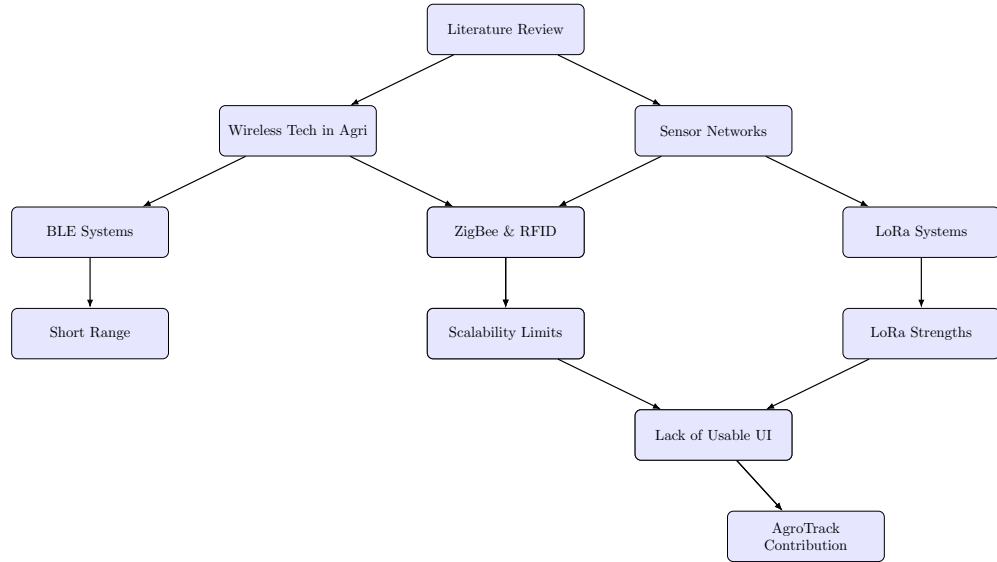 Literature Review
Wireless Tech in Agri
Sensor Networks
BLE Systems
ZigBee & RFID
LoRa Systems
Short Range
Scalability Limits
LoRa Strengths
Lack of Usable UI
AgroTrack
Contribution